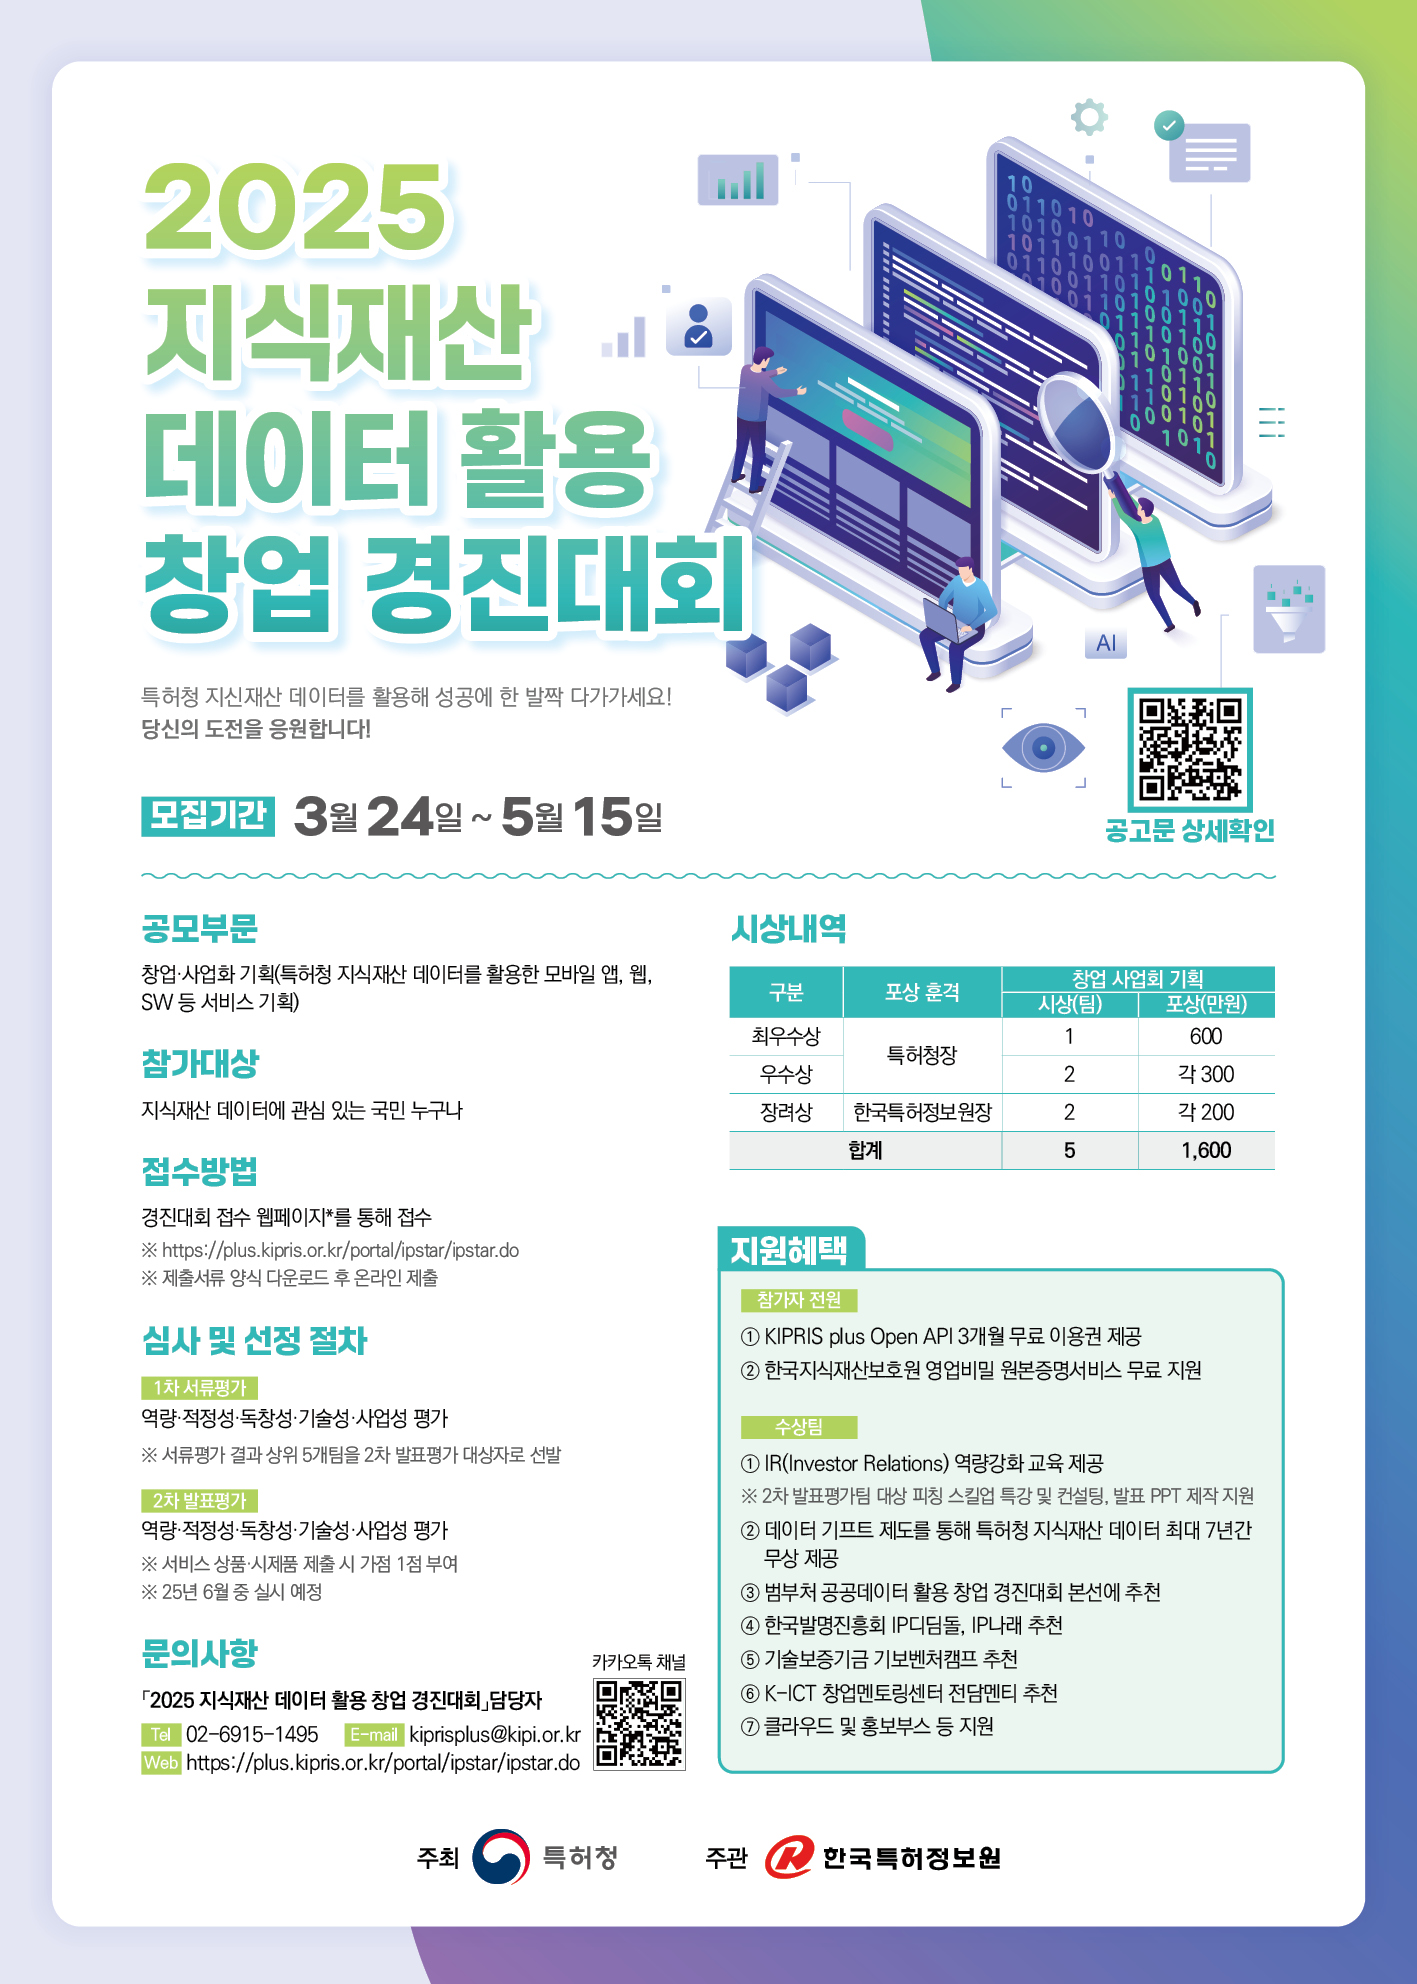 2025
지식재산
데이터 활용
창업 경진대회
AI
특허청 지신재산 데이터를 활용해 성공에 한 발짝 다가가세요!
당신의 도전을 응원합니다!
모집기간 3월 24일 ~ 5월 15일
공고문 상세확인
공모부문
창업·사업화 기획(특허청 지식재산 데이터를 활용한 모바일 앱, 웹,
SW 등 서비스 기획)
참가대상
지식재산 데이터에 관심 있는 국민 누구나
접수방법
경진대회 접수 웹페이지*를 통해 접수
※ https://plus.kipris.or.kr/portal/ipstar/ipstar.do
※ 제출서류 양식 다운로드 후 온라인 제출
심사 및 선정 절차
1차 서류평가
역량·적정성·독창성·기술성·사업성 평가
※ 서류평가 결과 상위 5개팀을 2차 발표평가 대상자로 선발
2차 발표평가
역량·적정성·독창성·기술성·사업성 평가
※ 서비스 상품·시제품 제출 시 가점 1점 부여
※ 25년 6월 중 실시 예정
문의사항
「2025 지식재산 데이터 활용 창업 경진대회」담당자
Tel 02-6915-1495 E-mail kiprisplus@kipi.or.kr
Web https://plus.kipris.or.kr/portal/ipstar/ipstar.do
카카오톡 채널
시상내역
구분 포상 훈격 창업 사업회 기획
시상(팀) 포상(만원)
최우수상 특허청장 1 600
우수상 2 각 300
장려상 한국특허정보원장 2 각 200
합계 5 1,600
지원혜택
참가자 전원
① KIPRIS plus Open API 3개월 무료 이용권 제공
② 한국지식재산보호원 영업비밀 원본증명서비스 무료 지원
수상팀
① IR(Investor Relations) 역량강화 교육 제공
※ 2차 발표평가팀 대상 피칭 스킬업 특강 및 컨설팅, 발표 PPT 제작 지원
② 데이터 기프트 제도를 통해 특허청 지식재산 데이터 최대 7년간
무상 제공
③ 범부처 공공데이터 활용 창업 경진대회 본선에 추천
④ 한국발명진흥회 IP디딤돌, IP나래 추천
⑤ 기술보증기금 기보벤처캠프 추천
⑥ K-ICT 창업멘토링센터 전담멘티 추천
⑦ 클라우드 및 홍보부스 등 지원
주최 특허청 주관 한국특허정보원